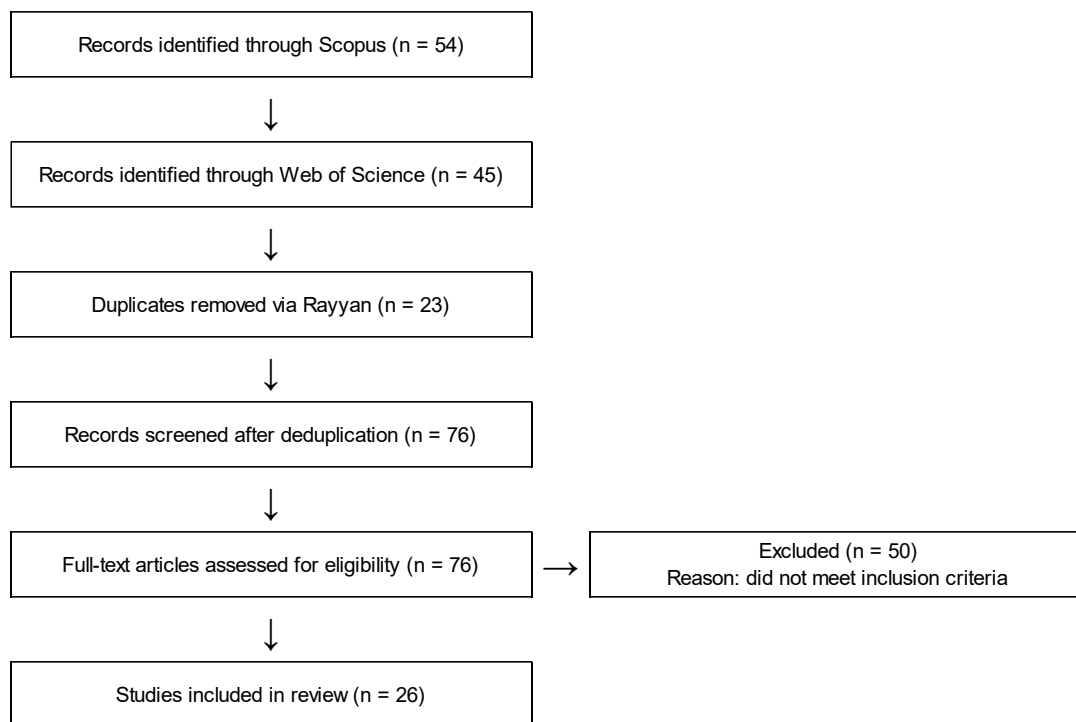 Records identified through Scopus (n = 54)
Records identified through Web of Science (n = 45)
Duplicates removed via Rayyan (n = 23)
Records screened after deduplication (n = 76)
Full-text articles assessed for eligibility (n = 76)
Excluded (n = 50)
Reason: did not meet inclusion criteria
Studies included in review (n = 26)